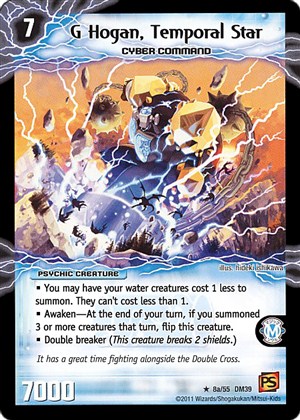 7
G Hogan, Temporal Star
CYBER COMMAND
illus. Hideki Ishikawa
PSYCHIC CREATURE
▪ You may have your water creatures cost 1 less to
summon. They can't cost less than 1.
▪ Awaken—At the end of your turn, if you summoned
3 or more creatures that turn, flip this creature.
▪ Double breaker (This creature breaks 2 shields.)
It has a great time fighting alongside the Double Cross.
7000
★ 8a/55 DM39
PS
©2011 Wizards/Shogakukan/Mitsui-Kids